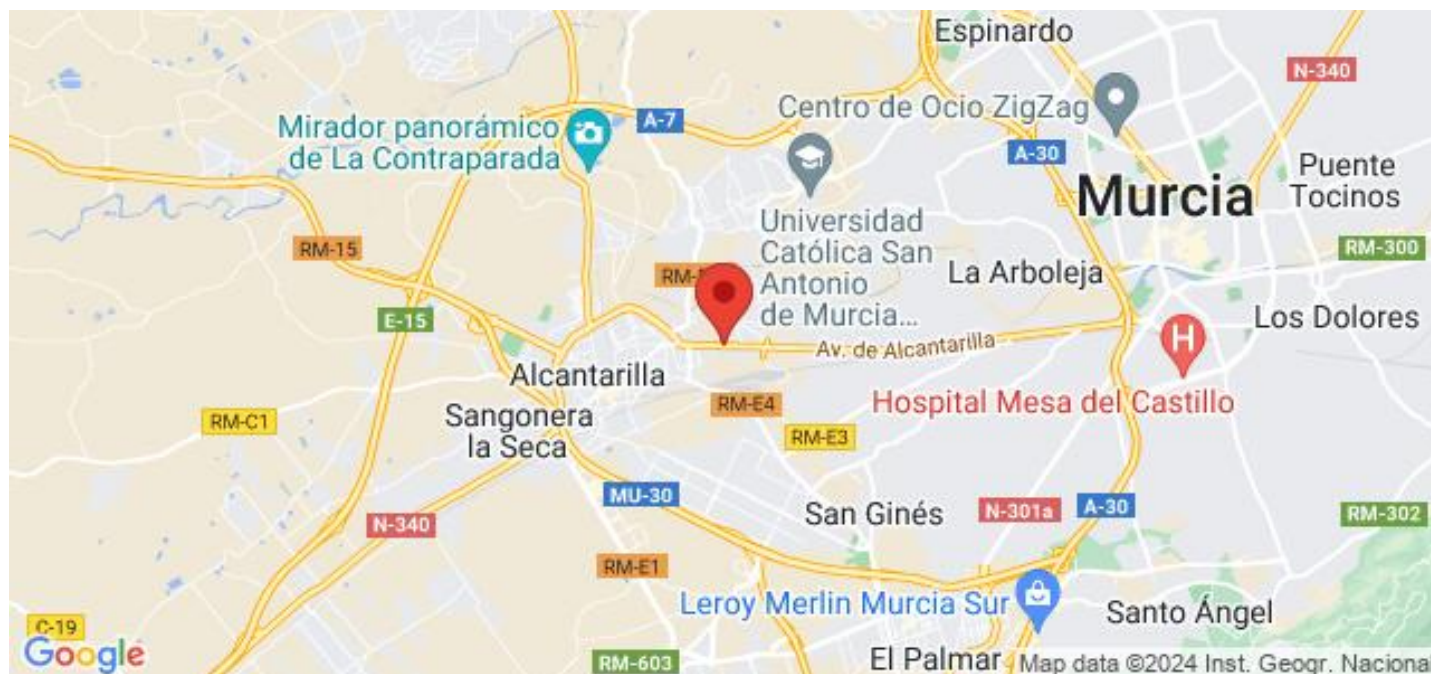 Espinardo
N-340
Centro de Ocio ZigZag
A-7
Mirador panorámico
de La Contraparada
A-30
Puente
Tocinos
Murcia
Universidad
Católica San
Antonio
de Murcia...
RM-15
RM-300
La Arboleja
E-15
Los Dolores
Av. de Alcantarilla
H
Alcantarilla
RM-E4
Hospital Mesa del Castillo
RM-C1
Sangonera
la Seca
RM-E3
MU-30
San Ginés
N-301a
A-30
RM-302
N-340
RM-E1
Leroy Merlin Murcia Sur
Santo Ángel
C-19
Google
RM-603
El Palmar
Map data ©2024 Inst. Geogr. Nacional